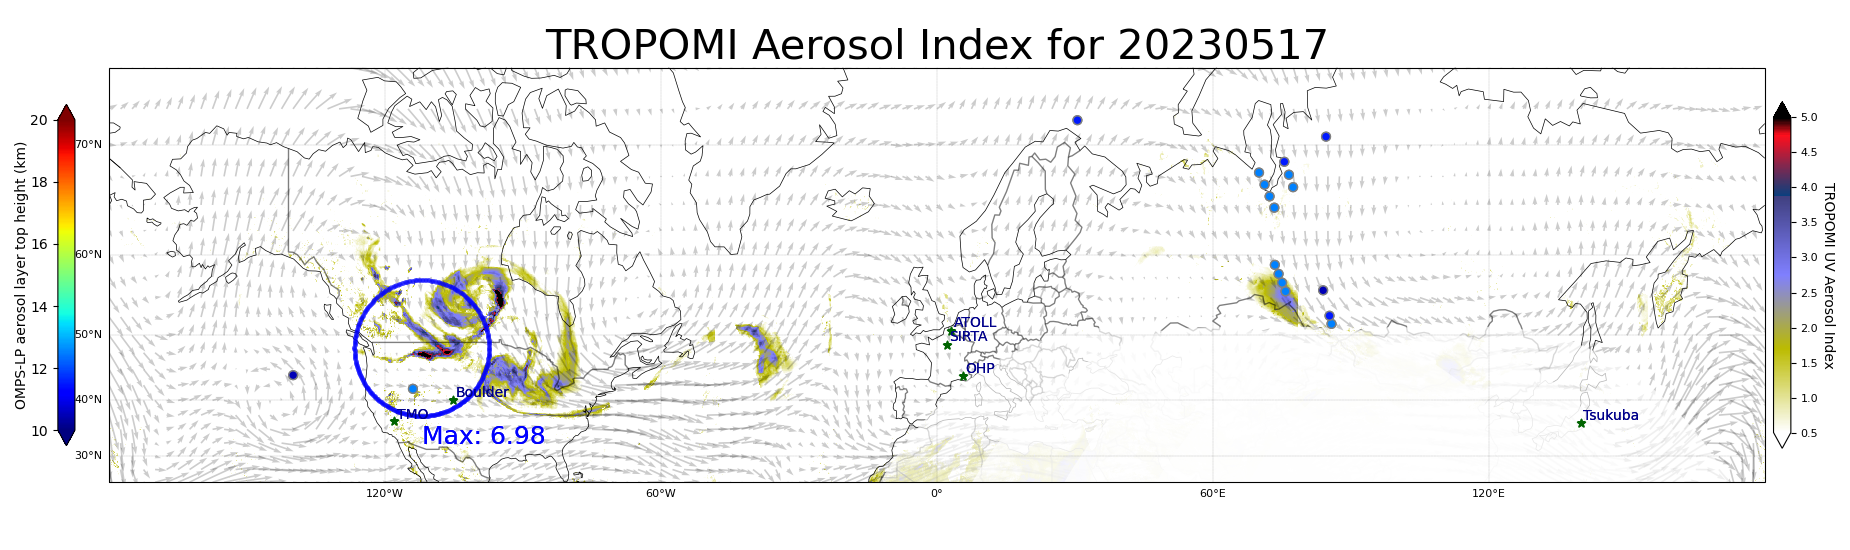 TROPOMI Aerosol Index for 20230517
OMPS-LP aerosol layer top height (km)
20
18
16
14
12
10
70°N
60°N
50°N
40°N
30°N
120°W
60°W
0°
60°E
120°E
ATOLL
SIRTA
OHP
Boulder
TMO
Tsukuba
Max: 6.98
5.0
4.5
4.0
3.5
3.0
2.5
2.0
1.5
1.0
0.5
TROPOMI UV Aerosol Index